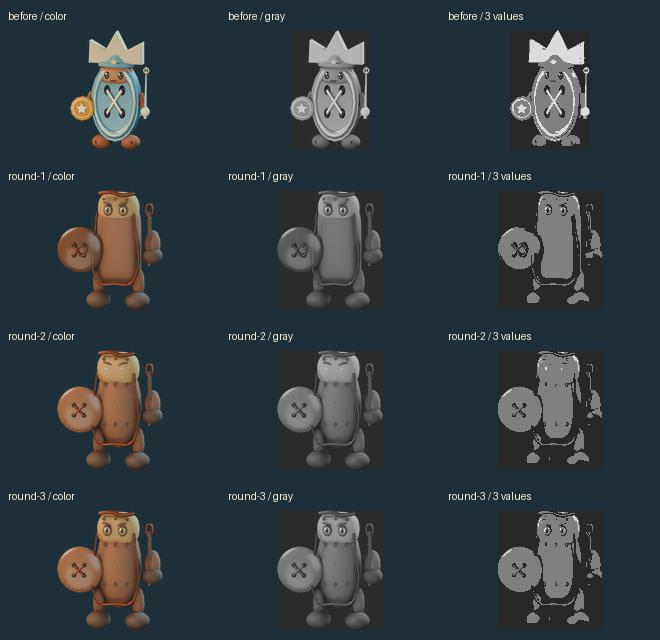 before / color
before / gray
before / 3 values
round-1 / color
round-1 / gray
round-1 / 3 values
round-2 / color
round-2 / gray
round-2 / 3 values
round-3 / color
round-3 / gray
round-3 / 3 values